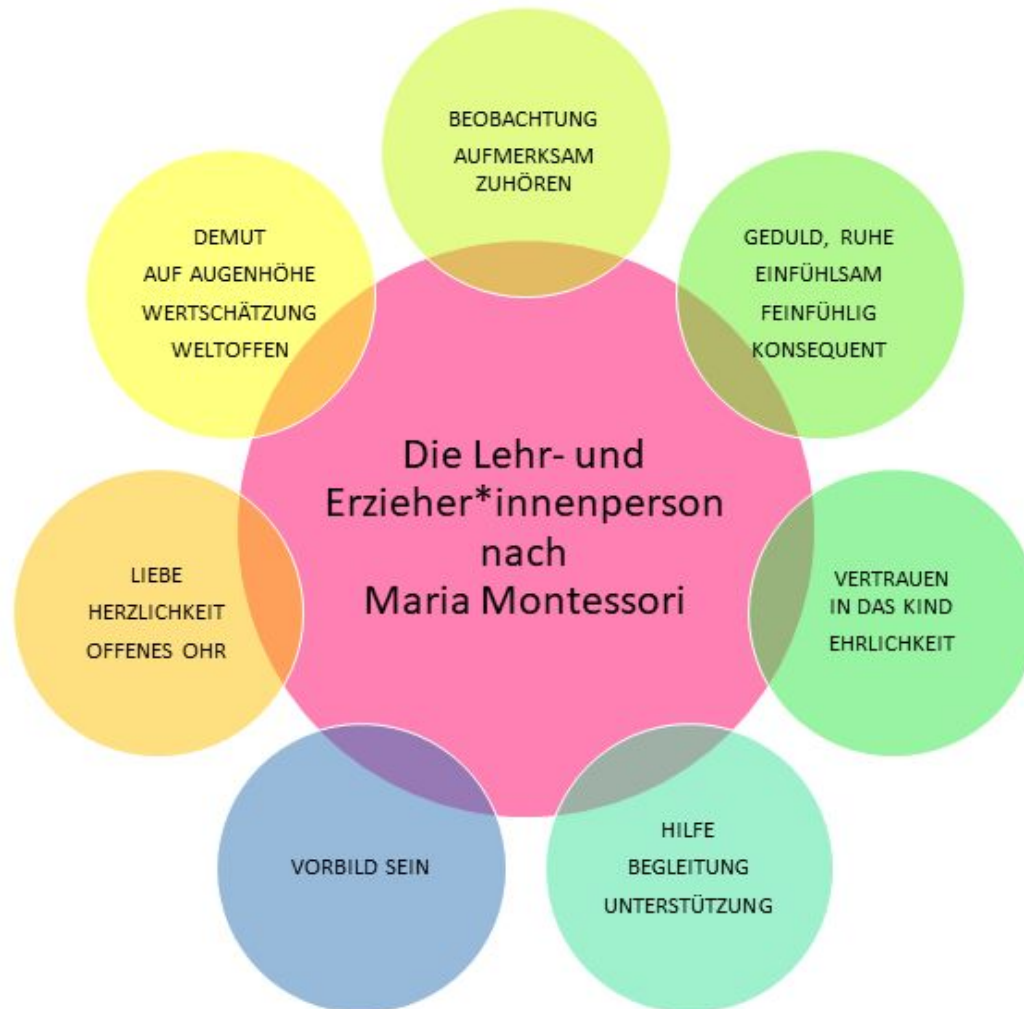 BEOBACHTUNG
AUFMERKSAM
ZUHÖREN
GEDULD, RUHE
EINFÜHLSAM
FEINFÜHLIG
KONSEQUENT
VERTRAUEN
IN DAS KIND
EHRLICHKEIT
HILFE
BEGLEITUNG
UNTERSTÜTZUNG
VORBILD SEIN
LIEBE
HERZLICHKEIT
OFFENES OHR
DEMUT
AUF AUGENHÖHE
WERTSCHÄTZUNG
WELTOFFEN
Die Lehr- und
Erzieher*innenperson
nach
Maria Montessori